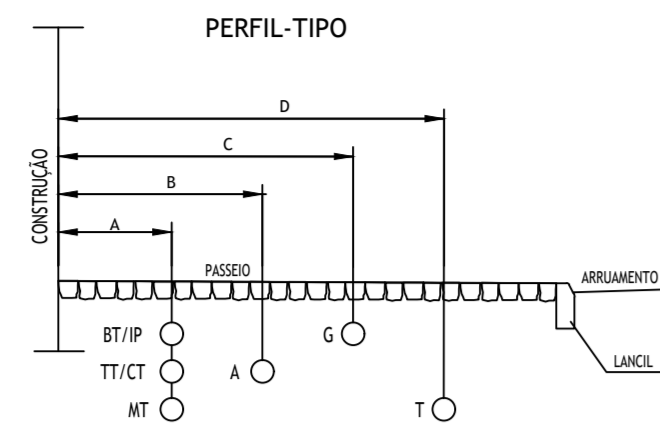 PERFIL-TIPO
D
C
B
A
CONSTRUÇÃO
PASSEIO
ARRUAMENTO
BT/IP
G
TT/CT
A
LANCIL
MT
T